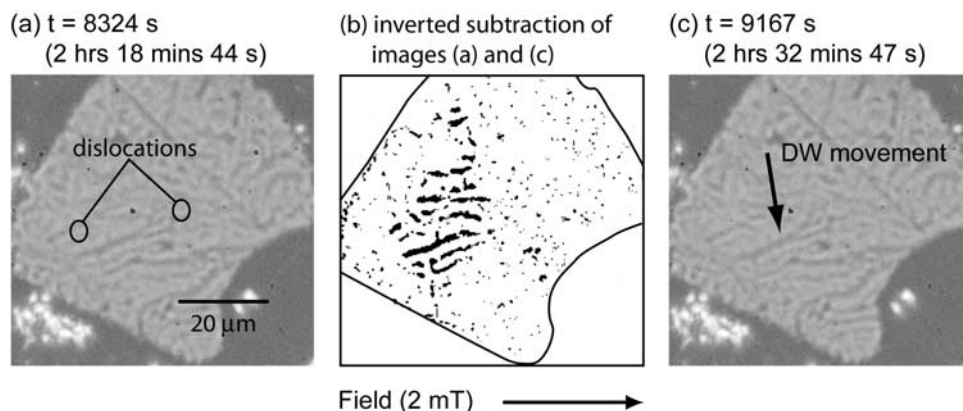 (a) t = 8324 s
(2 hrs 18 mins 44 s)
(b) inverted subtraction of
images (a) and (c)
(c) t = 9167 s
(2 hrs 32 mins 47 s)
dislocations
20 μm
DW movement
Field (2 mT)